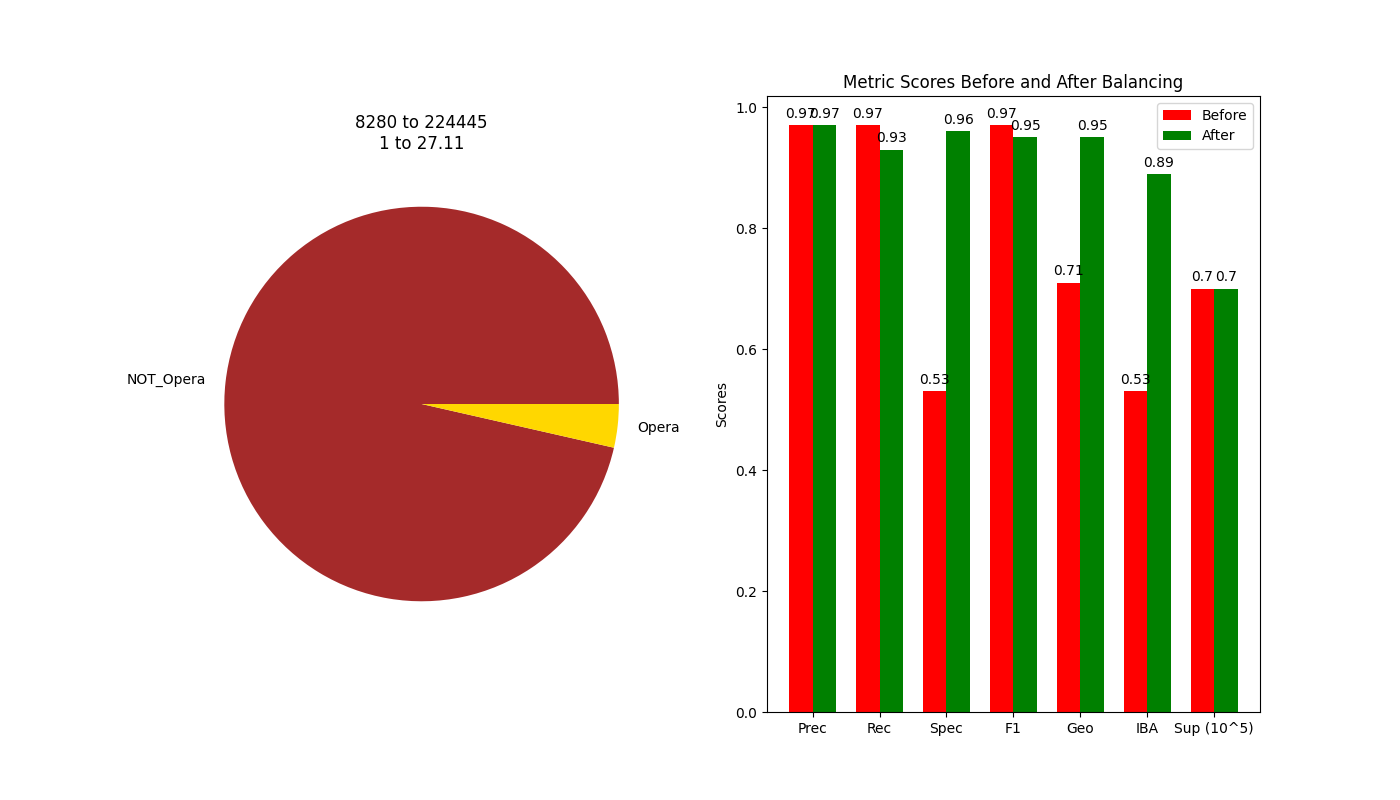 8280 to 224445
1 to 27.11
NOT_Opera
Opera
Metric Scores Before and After Balancing
Before
After
Scores
1.0
0.8
0.6
0.4
0.2
0.0
0.97
0.97
0.97
0.93
0.53
0.96
0.97
0.95
0.71
0.95
0.53
0.89
0.7
0.7
Prec
Rec
Spec
F1
Geo
IBA
Sup (10^5)